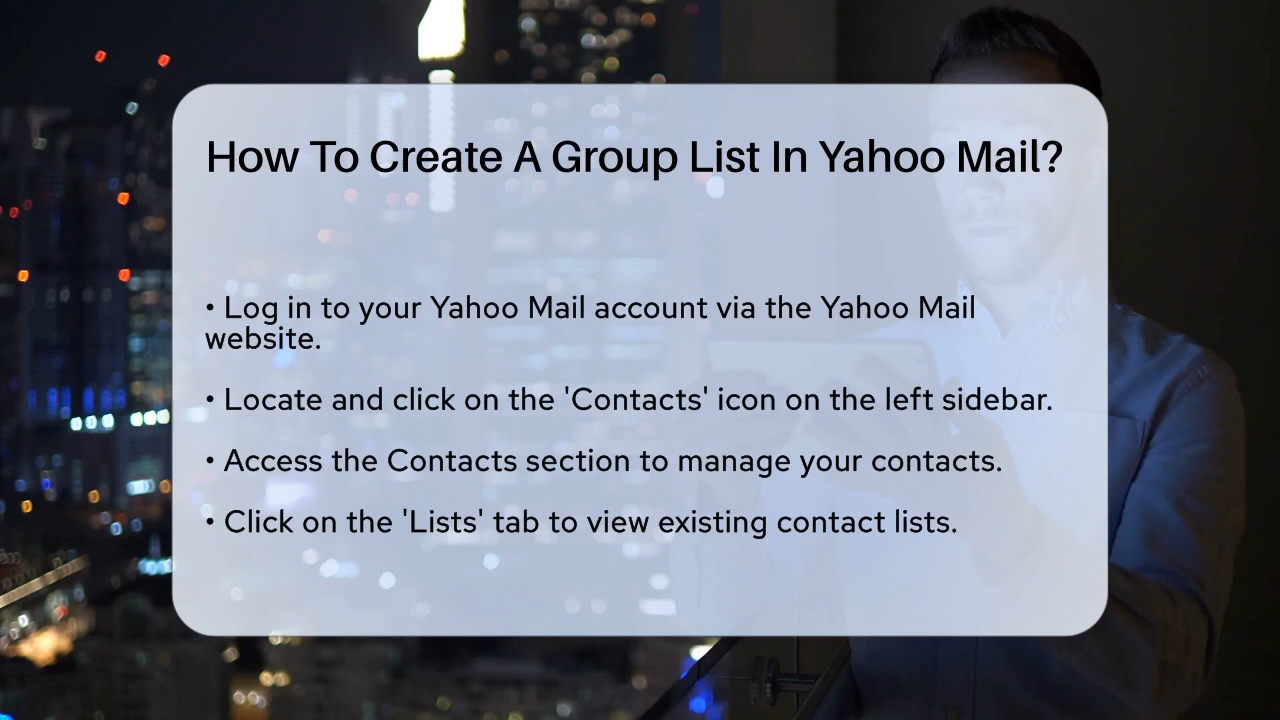 How To Create A Group List In Yahoo Mail?
• Log in to your Yahoo Mail account via the Yahoo Mail
website.
• Locate and click on the 'Contacts' icon on the left sidebar.
• Access the Contacts section to manage your contacts.
• Click on the 'Lists' tab to view existing contact lists.